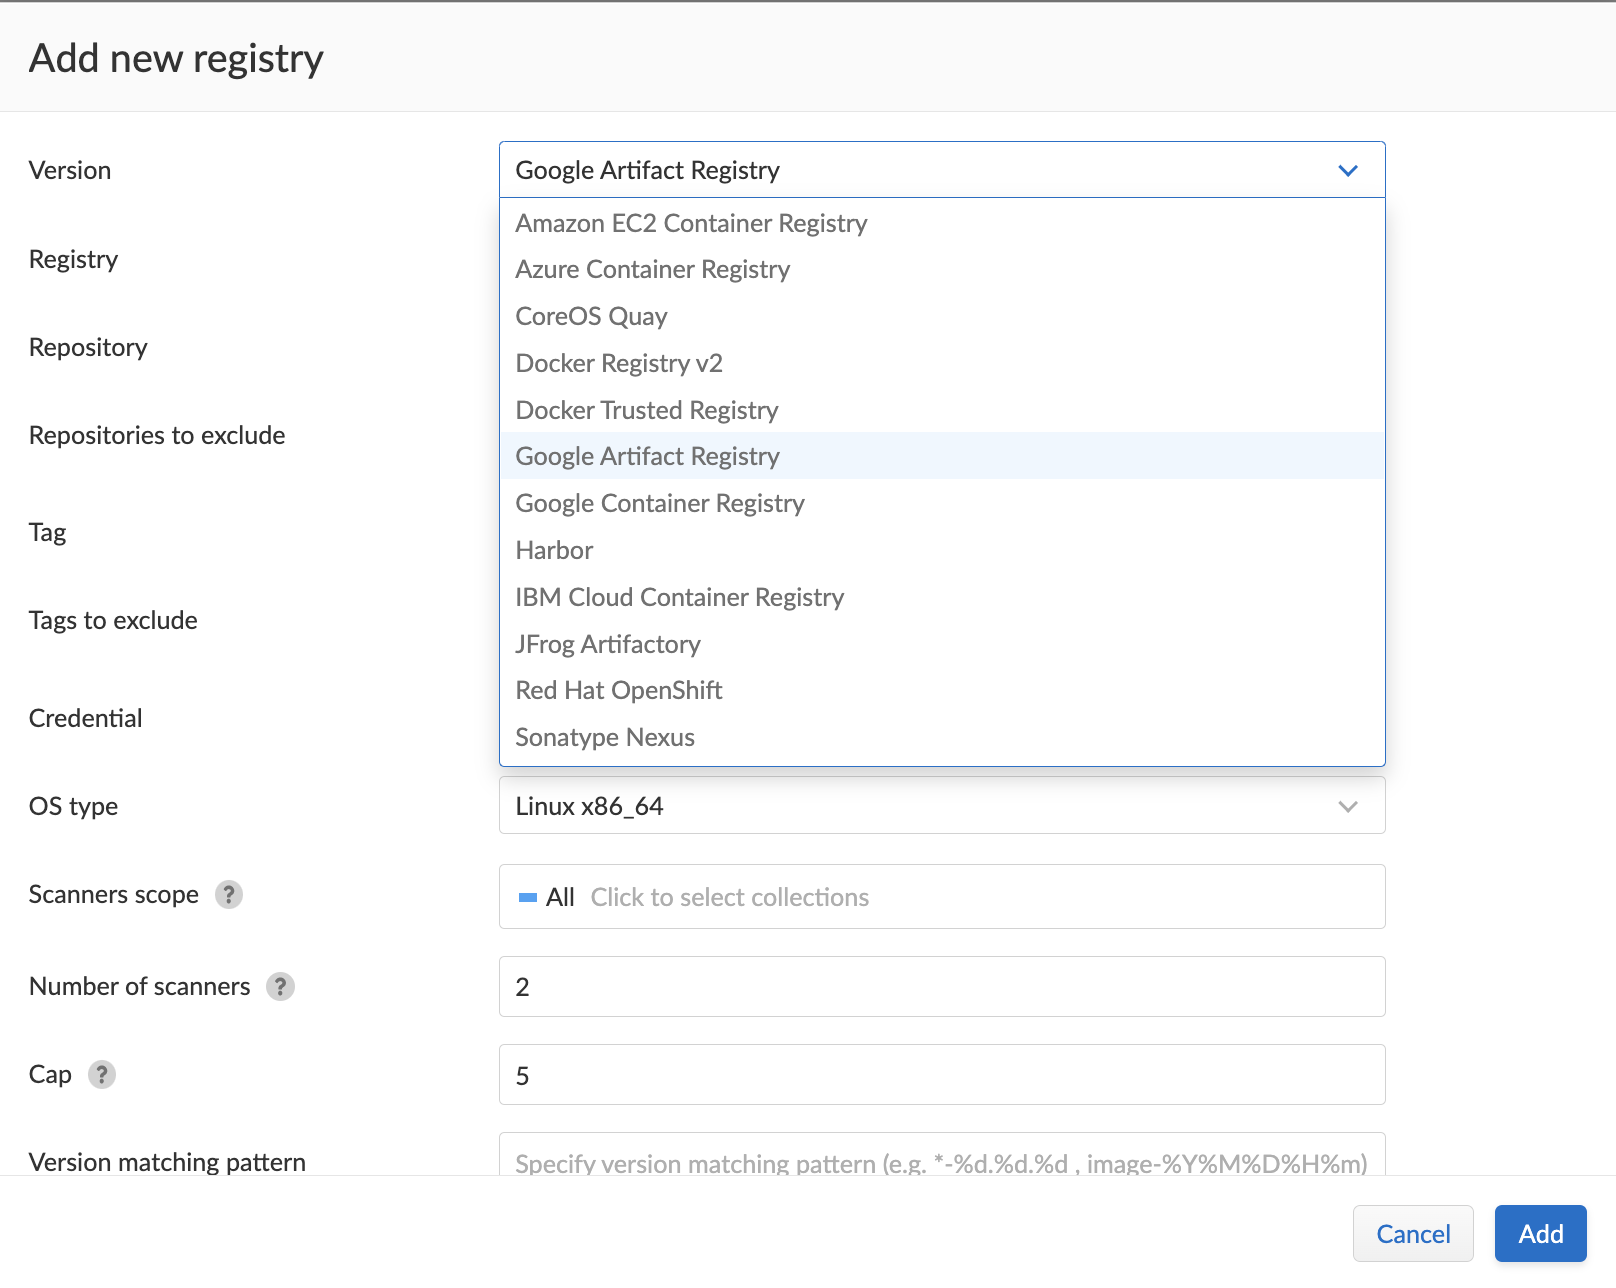 Add new registry
Version
Google Artifact Registry
Amazon EC2 Container Registry
Azure Container Registry
CoreOS Quay
Docker Registry v2
Docker Trusted Registry
Google Artifact Registry
Google Container Registry
Harbor
IBM Cloud Container Registry
JFrog Artifactory
Red Hat OpenShift
Sonatype Nexus
Registry
Repository
Repositories to exclude
Tag
Tags to exclude
Credential
OS type
Linux x86_64
Scanners scope ?
All Click to select collections
Number of scanners ?
2
Cap ?
5
Version matching pattern
Specify version matching pattern (e.g. *-%d.%d.%d , image-%Y%M%D%H%m)
Cancel
Add